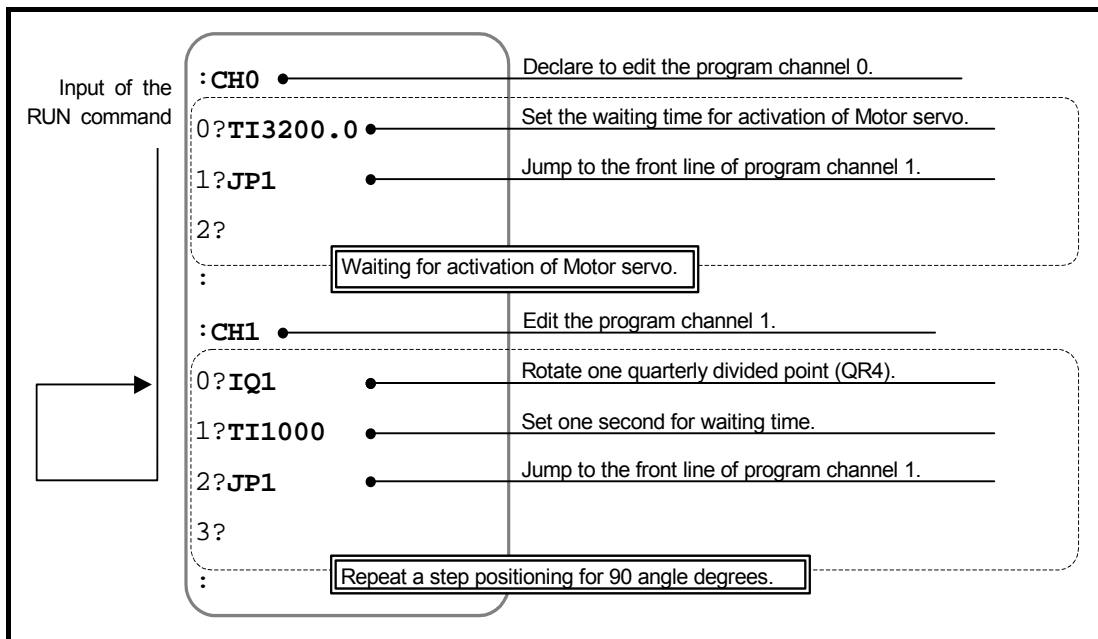 Input of the
RUN command
:CH0
Declare to edit the program channel 0.
0?TI3200.0
Set the waiting time for activation of Motor servo.
1?JP1
Jump to the front line of program channel 1.
2?
Waiting for activation of Motor servo.
:
:CH1
Edit the program channel 1.
0?IQ1
Rotate one quarterly divided point (QR4).
1?TI1000
Set one second for waiting time.
2?JP1
Jump to the front line of program channel 1.
3?
Repeat a step positioning for 90 angle degrees.
: